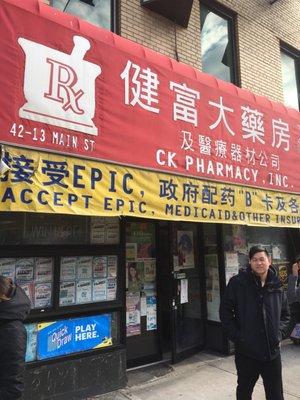 Rx
健富大藥房
及醫療器材公司
42-13 MAIN ST
CK PHARMACY, INC.
接受EPIC, 政府配药"B"卡及各
ACCEPT EPIC, MEDICAID&OTHER INSUR
Quick Draw
PLAY
HERE.